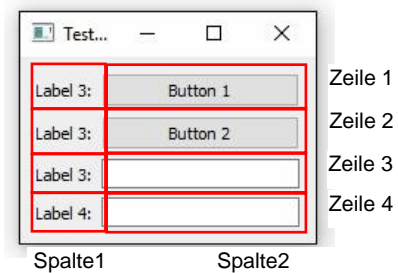 Test...
Label 3: Button 1 Zeile 1
Label 3: Button 2 Zeile 2
Label 3: Zeile 3
Label 4: Zeile 4
Spalte1 Spalte2